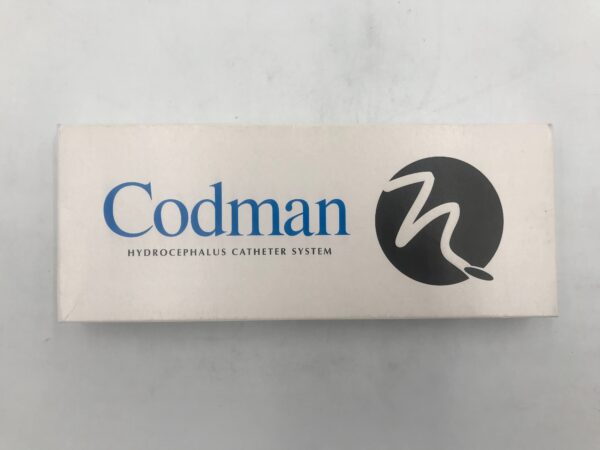 Codman
HYDROCEPHALUS CATHETER SYSTEM